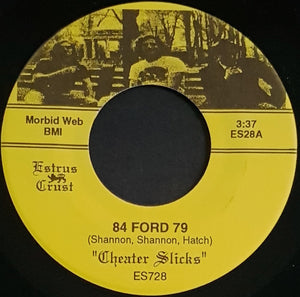 Morbid Web
BMI
3:37
ES28A
Estrus
Crust
84 FORD 79
(Shannon, Shannon, Hatch)
"Cheater Slicks"
ES728